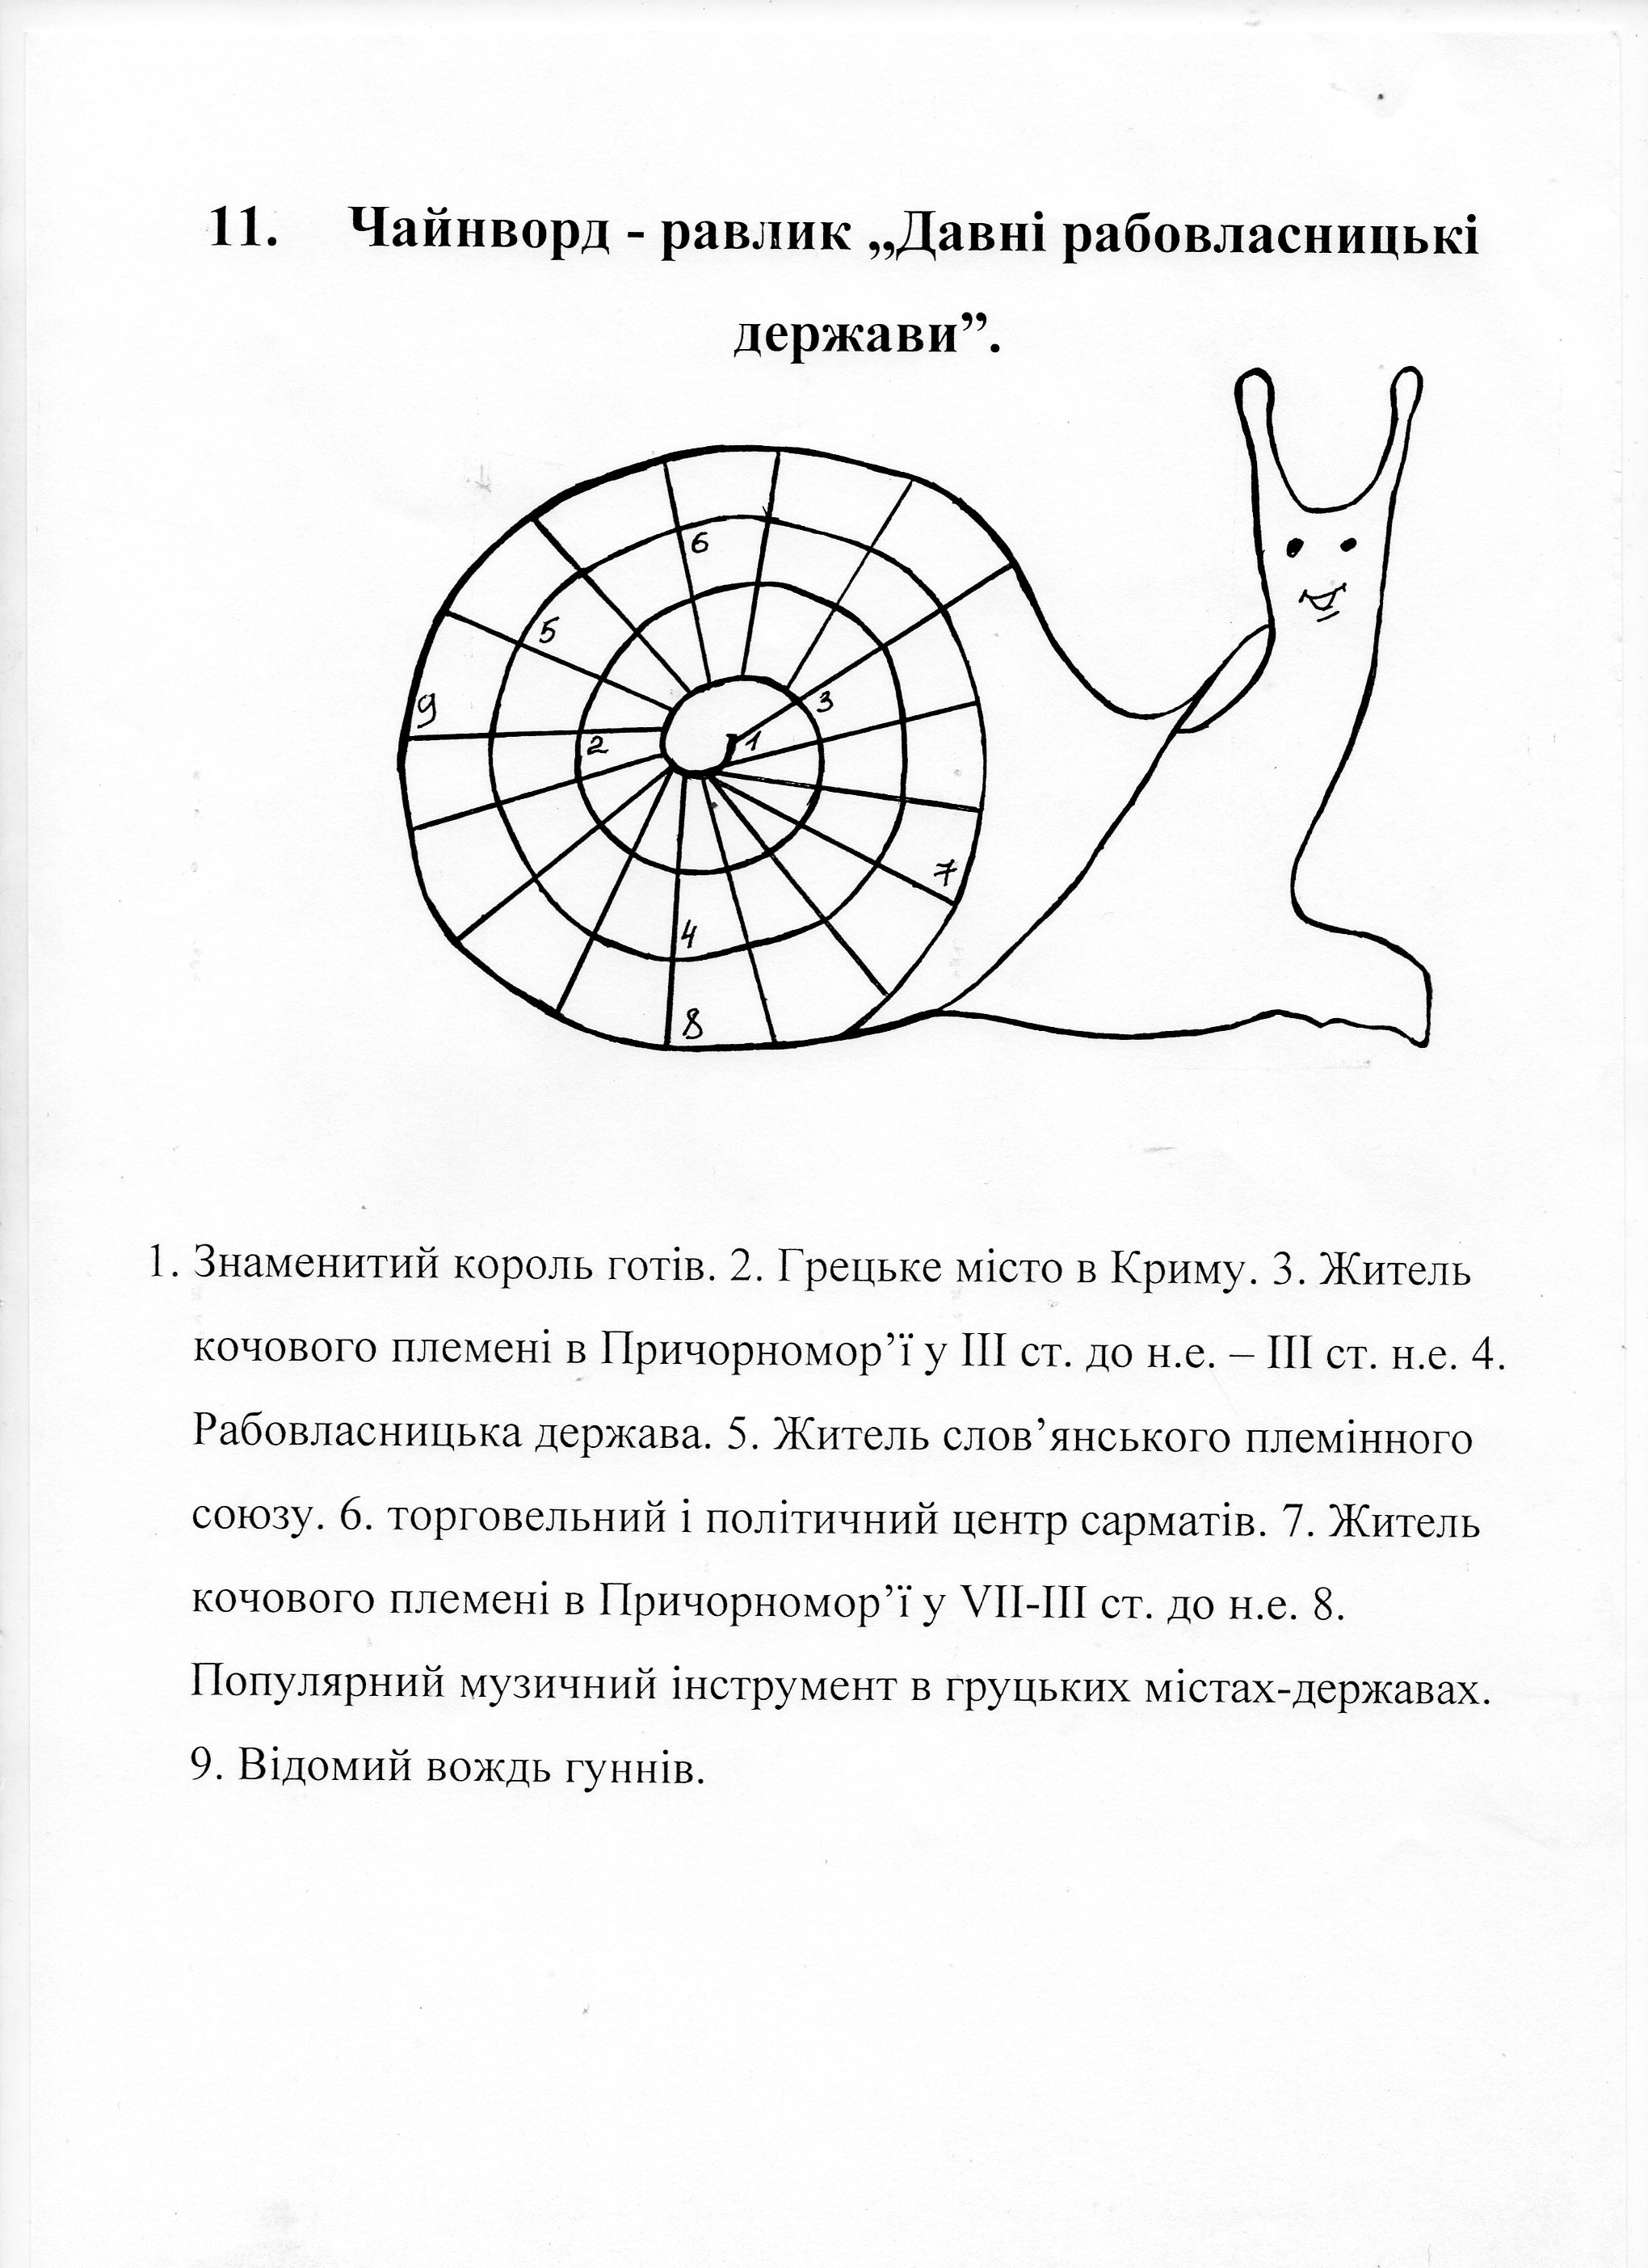 11. Чайнворд - равлик „Давні рабовласницькі
держави”.
6
5
9
3
2
1
7
4
8
1. Знаменитий король готів. 2. Грецьке місто в Криму. 3. Житель
кочового племені в Причорномор’ї у III ст. до н.е. – III ст. н.е. 4.
Рабовласницька держава. 5. Житель слов’янського племінного
союзу. 6. торговельний і політичний центр сарматів. 7. Житель
кочового племені в Причорномор’ї у VII-III ст. до н.е. 8.
Популярний музичний інструмент в груцьких містах-державах.
9. Відомий вождь гуннів.